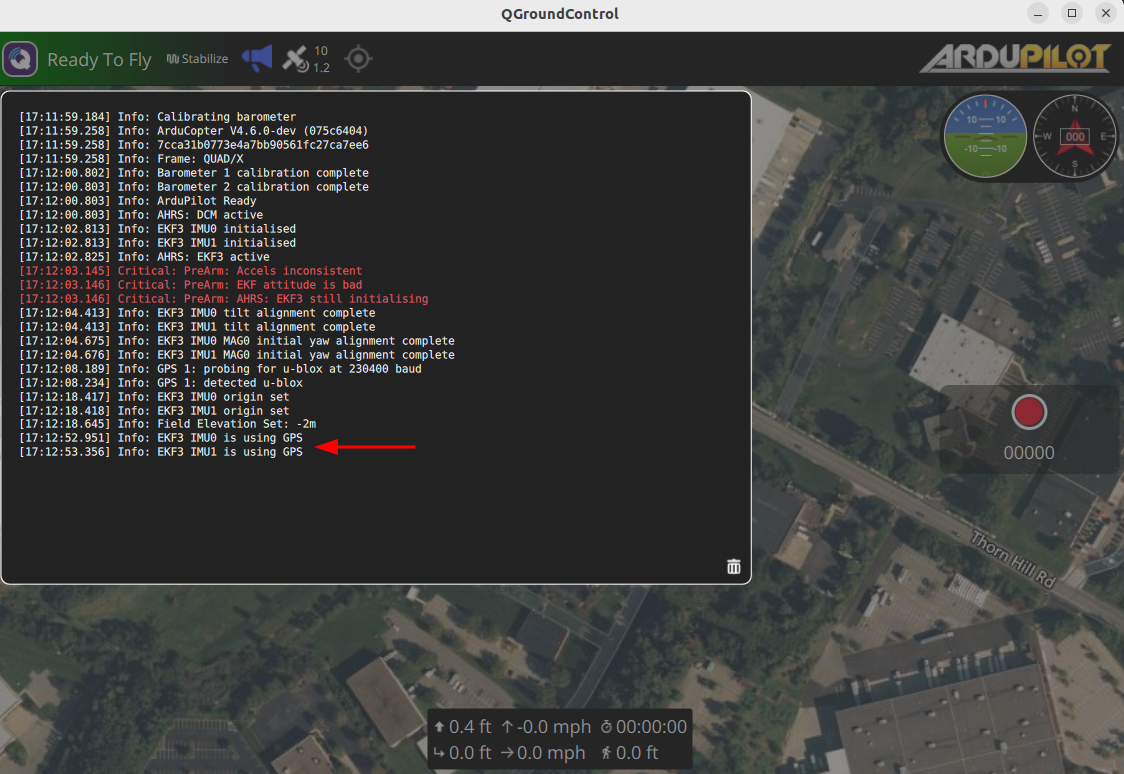 QGroundControl
Ready To Fly
Stabilize
10
1.2
ARDUPILOT
[17:11:59.184] Info: Calibrating barometer
[17:11:59.258] Info: ArduCopter V4.6.0-dev (075c6404)
[17:11:59.258] Info: 7cca31b0773e4a7bb90561fc27ca7ee6
[17:11:59.258] Info: Frame: QUAD/X
[17:12:00.802] Info: Barometer 1 calibration complete
[17:12:00.803] Info: Barometer 2 calibration complete
[17:12:00.803] Info: ArduPilot Ready
[17:12:00.803] Info: AHRS: DCM active
[17:12:02.813] Info: EKF3 IMU0 initialised
[17:12:02.813] Info: EKF3 IMU1 initialised
[17:12:02.825] Info: AHRS: EKF3 active
[17:12:03.145] Critical: PreArm: Accels inconsistent
[17:12:03.146] Critical: PreArm: EKF attitude is bad
[17:12:03.146] Critical: PreArm: AHRS: EKF3 still initialising
[17:12:04.413] Info: EKF3 IMU0 tilt alignment complete
[17:12:04.413] Info: EKF3 IMU1 tilt alignment complete
[17:12:04.675] Info: EKF3 IMU0 MAG0 initial yaw alignment complete
[17:12:04.676] Info: EKF3 IMU1 MAG0 initial yaw alignment complete
[17:12:08.189] Info: GPS 1: probing for u-blox at 230400 baud
[17:12:08.234] Info: GPS 1: detected u-blox
[17:12:18.417] Info: EKF3 IMU0 origin set
[17:12:18.418] Info: EKF3 IMU1 origin set
[17:12:18.645] Info: Field Elevation Set: -2m
[17:12:52.951] Info: EKF3 IMU0 is using GPS
[17:12:53.356] Info: EKF3 IMU1 is using GPS
10 10
-10 -10
N
W 000 E
S
00000
Thorn Hill Rd
0.4 ft -0.0 mph 00:00:00
0.0 ft 0.0 mph 0.0 ft